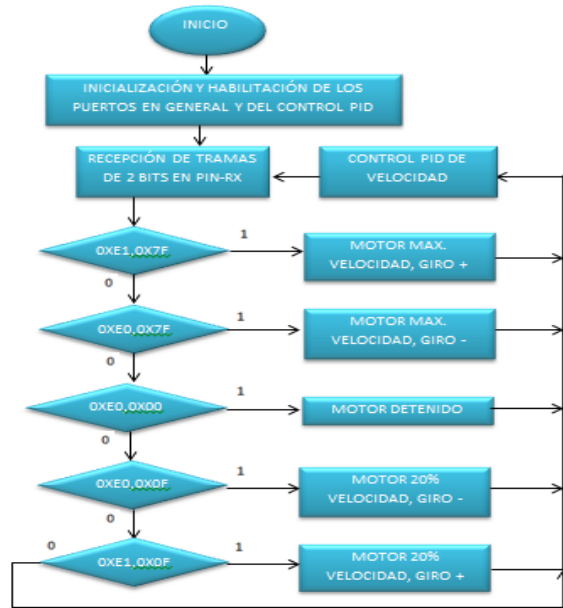 INICIO
INICIALIZACIÓN Y HABILITACIÓN DE LOS
PUERTOS EN GENERAL Y DEL CONTROL PID
RECEPCIÓN DE TRAMAS
DE 2 BITS EN PIN-RX
CONTROL PID DE
VELOCIDAD
0XE1,0X7F
1
MOTOR MAX.
VELOCIDAD, GIRO +
0
0XE0,0X7F
1
MOTOR MAX.
VELOCIDAD, GIRO -
0
0XE0,0X00
1
MOTOR DETENIDO
0
0XE0,0X0F
1
MOTOR 20%
VELOCIDAD, GIRO -
0
0
0XE1,0X0F
1
MOTOR 20%
VELOCIDAD, GIRO +